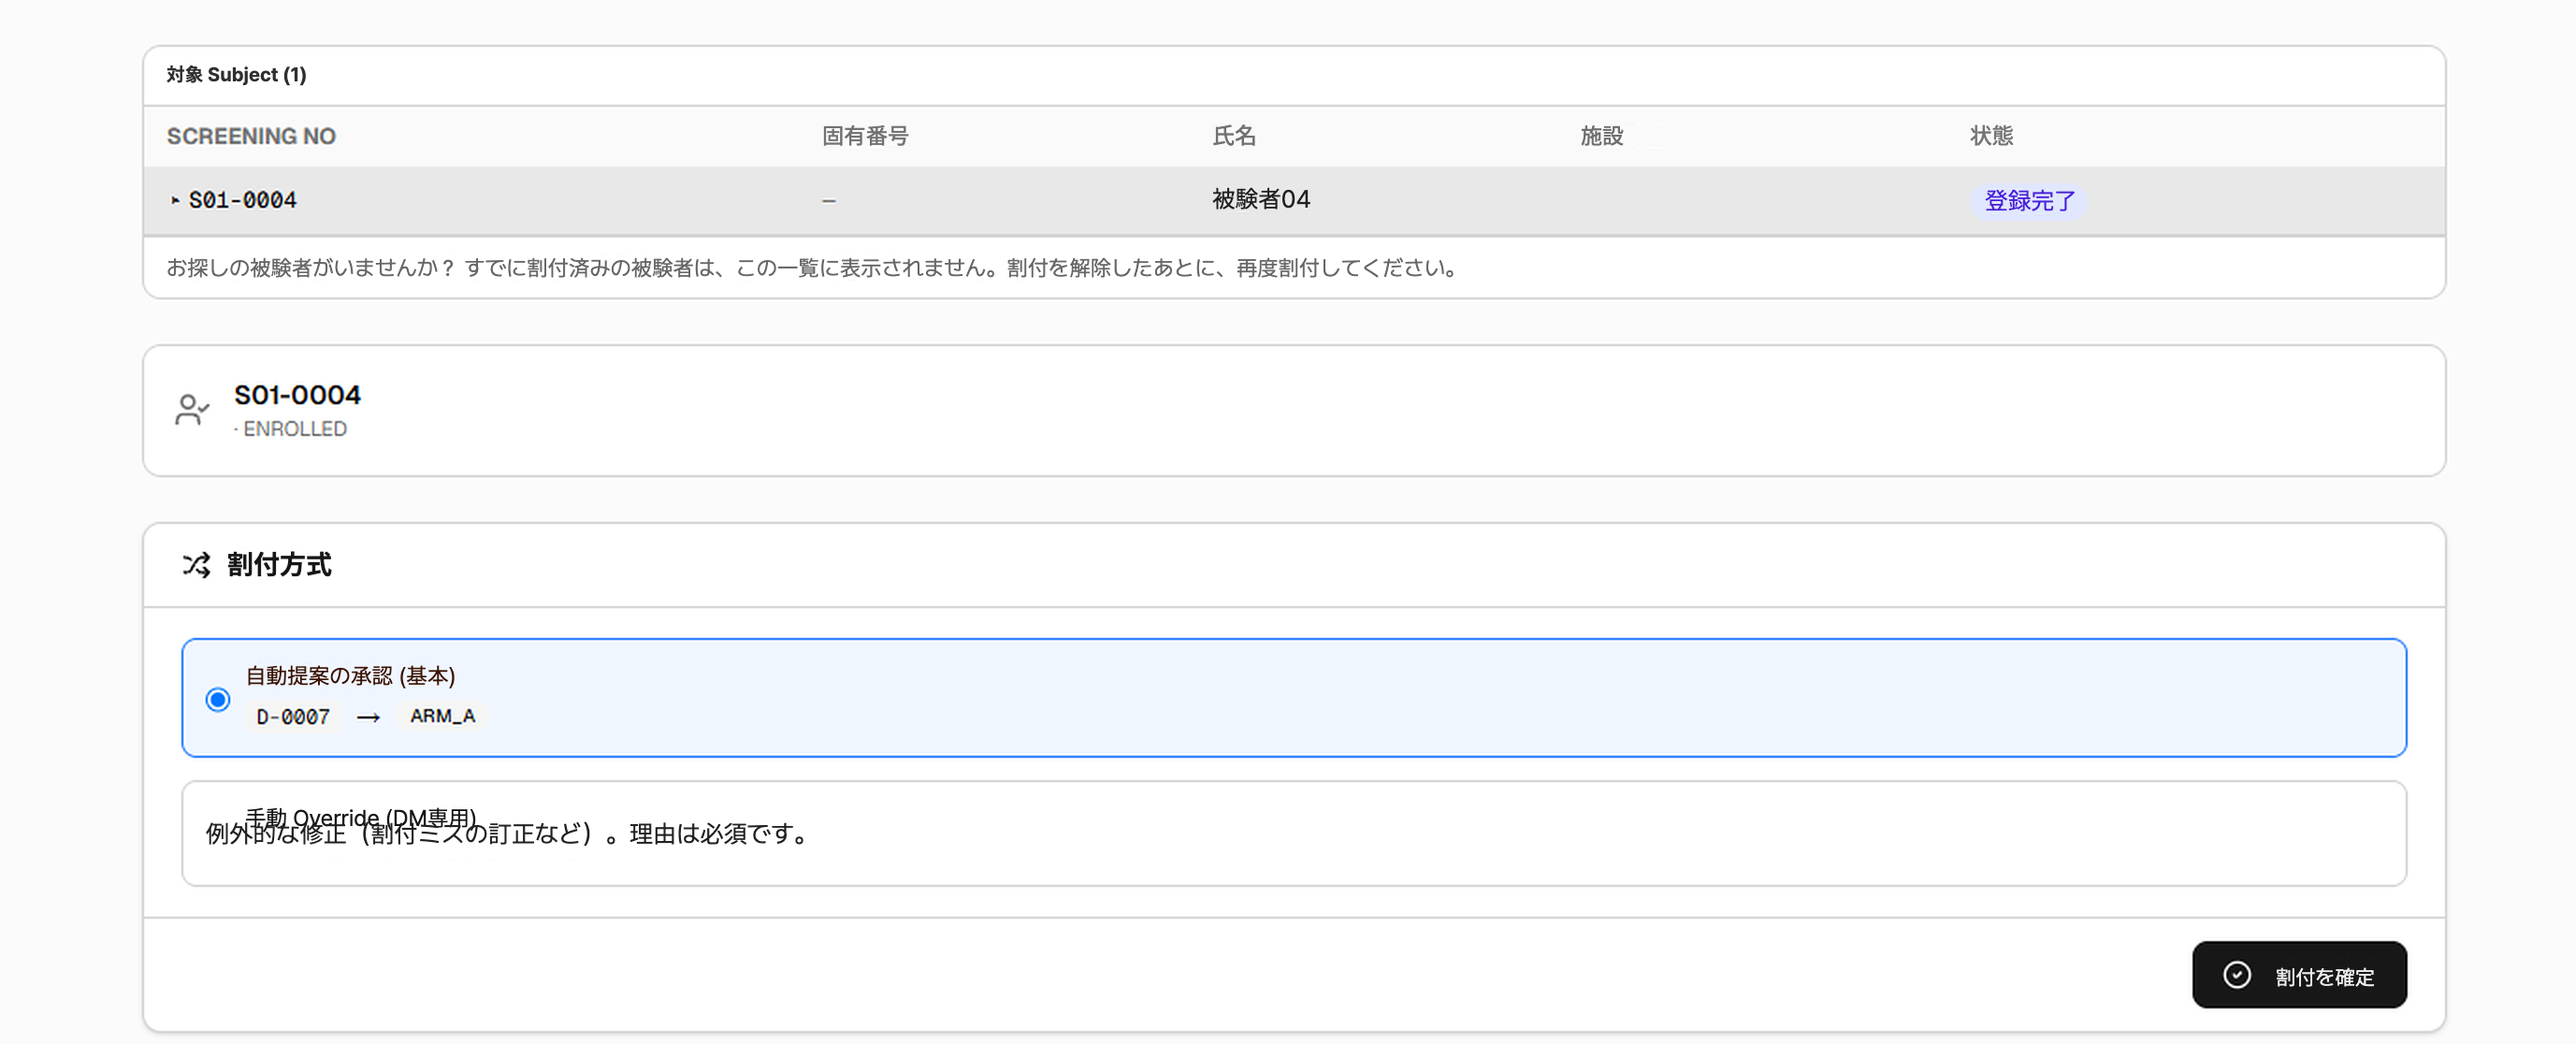 対象 Subject (1)
SCREENING NO 固有番号 氏名 施設 状態
S01-0004 – 被験者04 登録完了
お探しの被験者がいませんか？ すでに割付済みの被験者は、この一覧に表示されません。割付を解除したあとに、再度割付してください。
S01-0004
· ENROLLED
割付方式
自動提案の承認 (基本)
D-0007 → ARM_A
手動 Override (DM専用)
例外的な修正（割付ミスの訂正など）。理由は必須です。
割付を確定